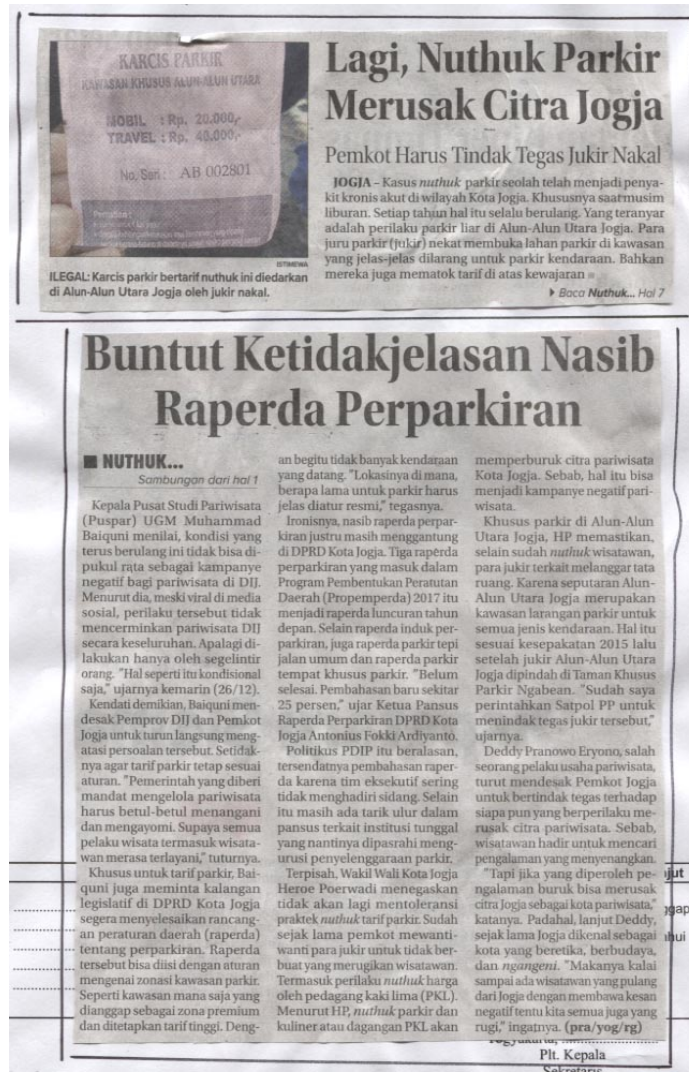 KARCIS PARKIR
KAWASAN KHUSUS ALUN-ALUN UTARA
MOBIL : Rp. 20.000,-
TRAVEL : Rp. 40.000,-
No. Seri : AB 002801
ISTIMEWA
ILEGAL: Karcis parkir bertarif nuthuk ini diedarkan
di Alun-Alun Utara Jogja oleh jukir nakal.
Lagi, Nuthuk Parkir
Merusak Citra Jogja
Pemkot Harus Tindak Tegas Jukir Nakal
JOGJA – Kasus nuthuk parkir seolah telah menjadi penya-
kit kronis akut di wilayah Kota Jogja. Khususnya saarmusim
liburan. Setiap tahun hal itu selalu berulang. Yang teranyar
adalah perilaku parkir liar di Alun-Alun Utara Jogja. Para
juru parkir (jukir) nekat membuka lahan parkir di kawasan
yang jelas-jelas dilarang untuk parkir kendaraan. Bahkan
mereka juga mematok tarif di atas kewajaran
Baca Nuthuk... Hal 7
Buntut Ketidakjelasan Nasib
Raperda Perparkiran
NUTHUK...
Sambungan dari hal 1
Kepala Pusat Studi Pariwisata
(Puspar) UGM Muhammad
Baiquni menilai, kondisi yang
terus berulang ini tidak bisa di-
pukul rata sebagai kampanye
negatif bagi pariwisata di DIJ.
Menurut dia, meski viral di media
sosial, perilaku tersebut tidak
mencerminkan pariwisata DIJ
secara keseluruhan. Apalagi di-
lakukan hanya oleh segelintir
orang. "Hal seperti itu kondisional
saja," ujarnya kemarin (26/12).
Kendati demikian, Baiquni men-
desak Pemprov DIJ dan Pemkot
Jogja untuk turun langsung meng-
atasi persoalan tersebut. Setidak-
nya agar tarif parkir tetap sesuai
aturan. "Pemerintah yang diberi
mandat mengelola pariwisata
harus betul-betul menangani
dan mengayomi. Supaya semua
pelaku wisata termasuk wisata-
wan merasa terlayani," tuturnya.
Khusus untuk tarif parkir, Bai-
quni juga meminta kalangan
legislatif di DPRD Kota Jogja
segera menyelesaikan rancang-
an peraturan daerah (raperda)
tentang perparkiran. Raperda
tersebut bisa diisi dengan aturan
mengenai zonasi kawasan parkir.
Seperti kawasan mana saja yang
dianggap sebagai zona premium
dan ditetapkan tarif tinggi. Deng-
an begitu tidak banyak kendaraan
yang datang. "Lokasinya di mana,
berapa lama untuk parkir harus
jelas diatur resmi," tegasnya.
Ironisnya, nasib raperda perpar-
kiran justru masih menggantung
di DPRD Kota Jogja. Tiga raperda
perparkiran yang masuk dalam
Program Pembentukan Peratutan
Daerah (Propemperda) 2017 itu
menjadi raperda luncuran tahun
depan. Selain raperda induk per-
parkiran, juga raperda parkir tepi
jalan umum dan raperda parkir
tempat khusus parkir. "Belum
selesai. Pembahasan baru sekitar
25 persen," ujar Ketua Pansus
Raperda Perparkiran DPRD Kota
Jogja Antonius Fokki Ardiyanto.
Politikus PDIP itu beralasan,
tersendatnya pembahasan raper-
da karena tim eksekutif sering
tidak menghadiri sidang. Selain
itu masih ada tarik ulur dalam
pansus terkait institusi tunggal
yang nantinya dipasrahi meng-
urusi penyelenggaraan parkir.
Terpisah, Wakil Wali Kota Jogja
Heroe Poerwadi menegaskan
tidak akan lagi mentoleransi
praktek nuthuk tarif parkir. Sudah
sejak lama pemkot mewanti-
wanti para jukir untuk tidak ber-
buat yang merugikan wisatawan.
Termasuk perilaku nuthuk harga
oleh pedagang kaki lima (PKL).
Menurut HP, nuthuk parkir dan
kuliner atau dagangan PKL akan
memperburuk citra pariwisata
Kota Jogja. Sebab, hal itu bisa
menjadi kampanye negatif pari-
wisata.
Khusus parkir di Alun-Alun
Utara Jogja, HP memastikan,
selain sudah nuthuk wisatawan,
para jukir terkait melanggar tata
ruang. Karena seputaran Alun-
Alun Utara Jogja merupakan
kawasan larangan parkir untuk
semua jenis kendaraan. Hal itu
sesuai kesepakatan 2015 lalu
setelah jukir Alun-Alun Utara
Jogja dipindah di Taman Khusus
Parkir Ngabean. "Sudah saya
perintahkan Satpol PP untuk
menindak tegas jukir tersebut,"
ujarnya.
Deddy Pranowo Eryono, salah
seorang pelaku usaha pariwisata,
turut mendesak Pemkot Jogja
untuk bertindak tegas terhadap
siapa pun yang berperilaku me-
rusak citra pariwisata. Sebab,
wisatawan hadir untuk mencari
pengalaman yang menyenangkan.
"Tapi jika yang diperoleh pe-
ngalaman buruk bisa merusak
citra Jogja sebagai kota pariwisata,"
katanya. Padahal, lanjut Deddy,
sejak lama Jogja dikenal sebagai
kota yang beretika, berbudaya,
dan ngangeni. "Makanya kalai
sampai ada wisatawan yang pulang
dari Jogja dengan membawa kesan
negatif tentu kita semua juga yang
rugi," ingatnya. (pra/yog/rg)
Plt. Kepala
Sekretaris